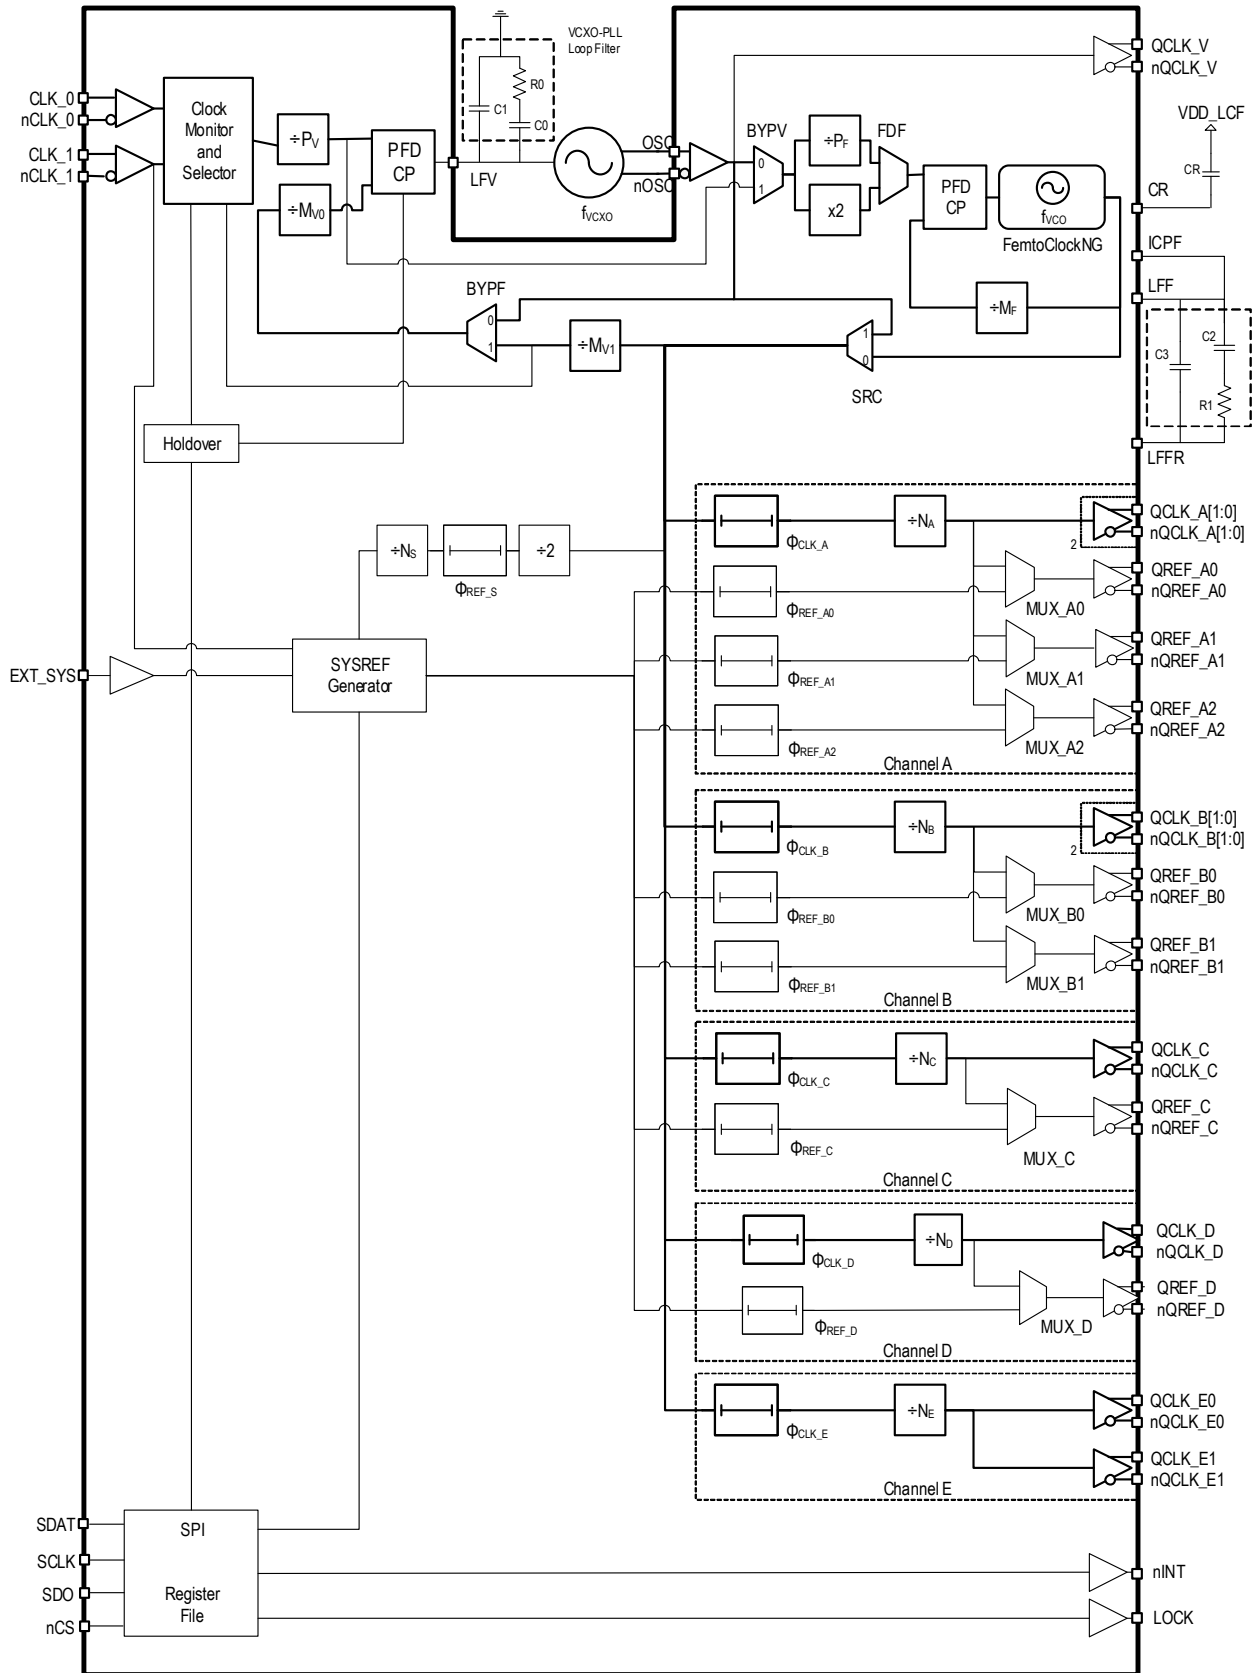 VCXO-PLL
Loop Filter
R0
C1
C0
QCLK_V
nQCLK_V
CLK_0
nCLK_0
CLK_1
nCLK_1
Clock
Monitor
and
Selector
÷PV
÷MV0
PFD
CP
LFV
fVCXO
OSC
nOSC
BYPV
0
1
÷PF
x2
FDF
PFD
CP
fVCO
FemtoClockNG
VDD_LCF
CR
CR
ICPF
LFF
C3
C2
R1
LFFR
÷MF
BYPF
0
1
÷MV1
1
0
SRC
Holdover
÷NS
ΦREF_S
÷2
EXT_SYS
SYSREF
Generator
ΦCLK_A
÷NA
2
QCLK_A[1:0]
nQCLK_A[1:0]
ΦREF_A0
MUX_A0
QREF_A0
nQREF_A0
ΦREF_A1
MUX_A1
QREF_A1
nQREF_A1
ΦREF_A2
MUX_A2
QREF_A2
nQREF_A2
Channel A
ΦCLK_B
÷NB
2
QCLK_B[1:0]
nQCLK_B[1:0]
ΦREF_B0
MUX_B0
QREF_B0
nQREF_B0
ΦREF_B1
MUX_B1
QREF_B1
nQREF_B1
Channel B
ΦCLK_C
÷NC
QCLK_C
nQCLK_C
ΦREF_C
MUX_C
QREF_C
nQREF_C
Channel C
ΦCLK_D
÷ND
QCLK_D
nQCLK_D
ΦREF_D
MUX_D
QREF_D
nQREF_D
Channel D
ΦCLK_E
÷NE
QCLK_E0
nQCLK_E0
QCLK_E1
nQCLK_E1
Channel E
SDAT
SCLK
SDO
nCS
SPI
Register
File
nINT
LOCK